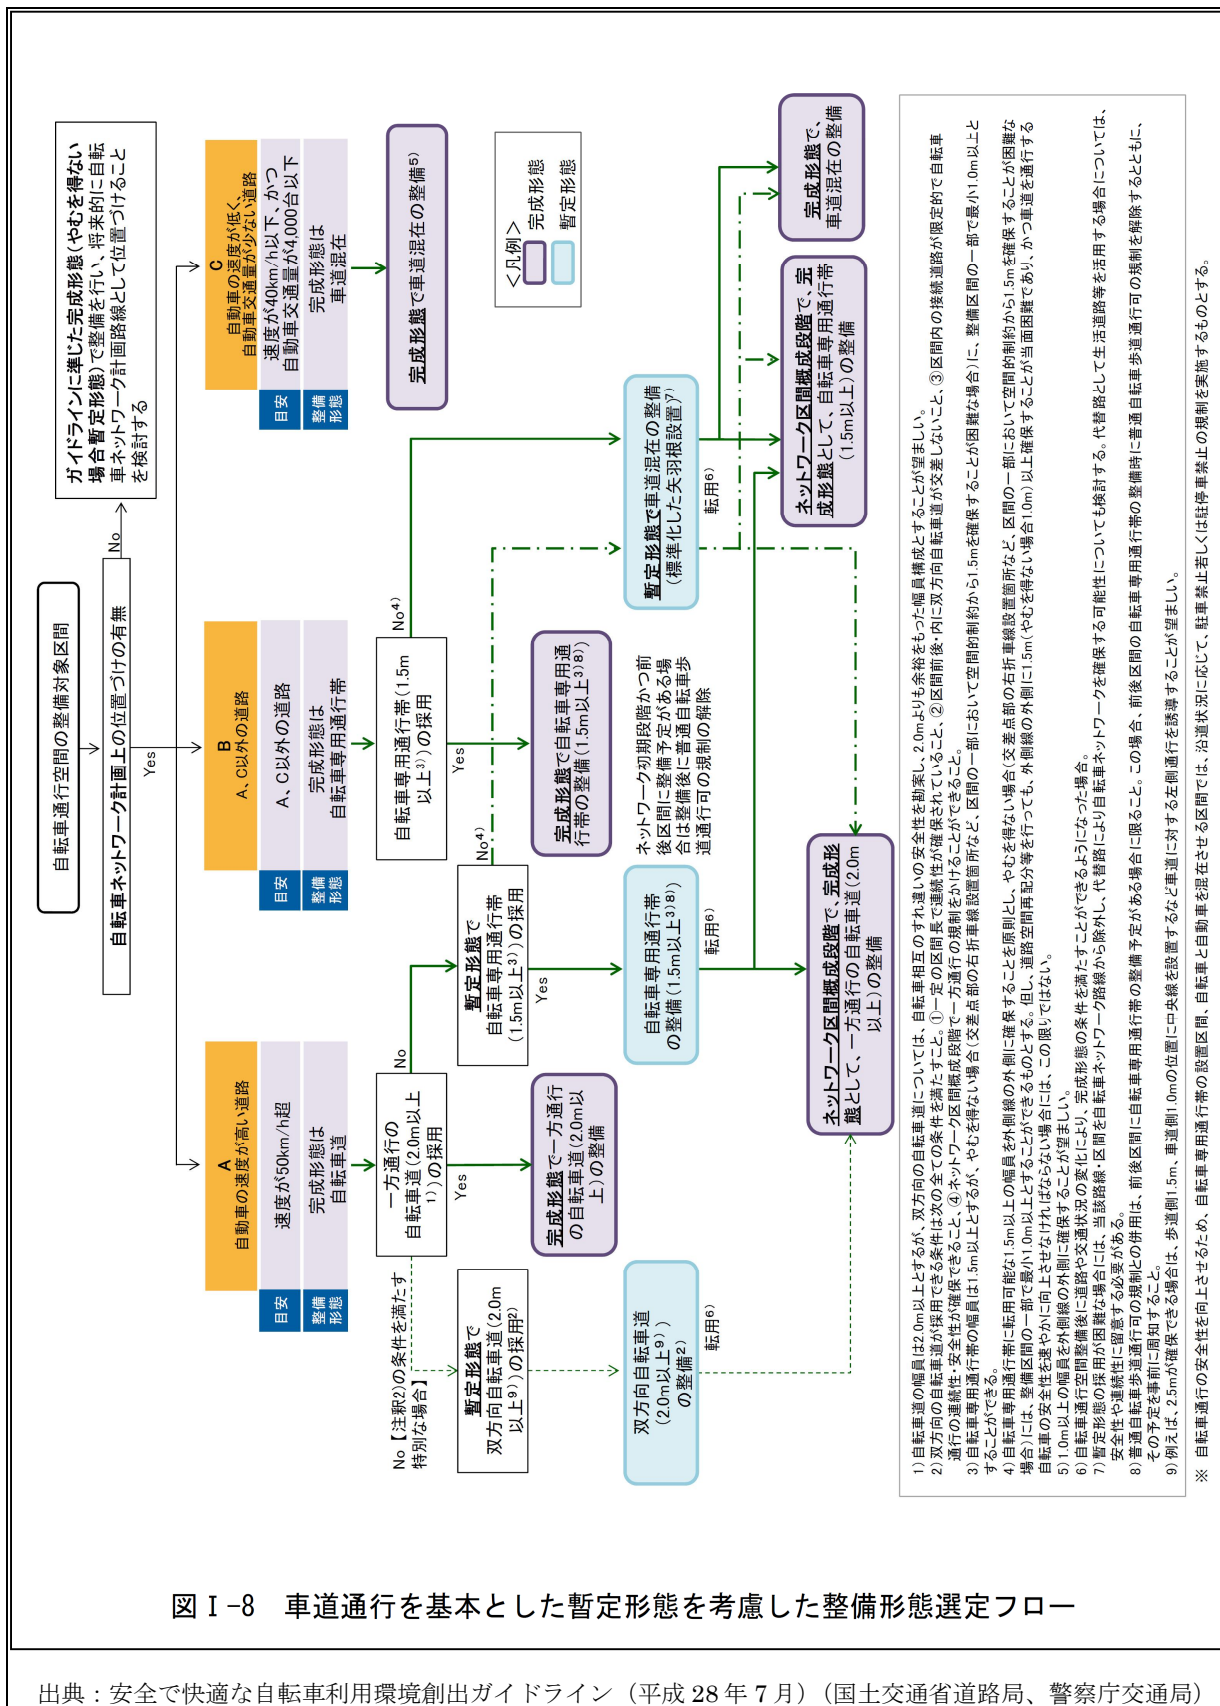 自転車通行空間の整備対象区間
自転車ネットワーク計画上の位置づけの有無
No
Yes
ガイドラインに準じた完成形態（やむを得ない
場合暫定形態）で整備を行い、将来的に自転
車ネットワーク計画路線として位置づけること
を検討する
A
自動車の速度が高い道路
目安
速度が50km/h超
整備
形態
完成形態は
自転車道
B
A、C以外の道路
目安
A、C以外の道路
整備
形態
完成形態は
自転車専用通行帯
C
自動車の速度が低く、
自動車交通量が少ない道路
目安
速度が40km/h以下、かつ
自動車交通量が4,000台以下
整備
形態
完成形態は
車道混在
一方通行の
自転車道（2.0m以上
1)）の採用
No【注釈2)の条件を満たす
特別な場合】
No
Yes
自転車専用通行帯（1.5m
以上3)）の採用
No4)
Yes
完成形態で車道混在の整備5)
暫定形態で
双方向自転車道（2.0m
以上9)）の採用2)
暫定形態で
自転車専用通行帯
（1.5m以上3)）の採用
No4)
Yes
完成形態で一方通行
の自転車道（2.0m以
上）の整備
完成形態で自転車専用通
行帯の整備（1.5m以上3)8)）
＜凡例＞
完成形態
暫定形態
双方向自転車道
（2.0m以上9)）
の整備2)
転用6)
自転車専用通行帯
の整備（1.5m以上3)8)）
転用6)
ネットワーク初期段階かつ前
後区間に整備予定がある場
合は整備後に普通自転車歩
道通行可の規制の解除
暫定形態で車道混在の整備
（標準化した矢羽根設置）7)
転用6)
ネットワーク区間概成段階で、完成形
態として、一方通行の自転車道（2.0m
以上）の整備
ネットワーク区間概成段階で、完
成形態として、自転車専用通行帯
（1.5m以上）の整備
完成形態で、
車道混在の整備
1)自転車道の幅員は2.0m以上とするが、双方向の自転車道については、自転車相互のすれ違いの安全性を勘案し、2.0mよりも余裕をもった幅員構成とすることが望ましい。
2)双方向の自転車道が採用できる条件は次の全ての条件を満たすこと。①一定の区間長で連続性が確保されていること、②区間前後・内に双方向自転車道が交差しないこと、③区間内の接続道路が限定的で自転車
通行の連続性・安全性が確保できること、④ネットワーク区間概成段階で一方通行の規制をかけることができること。
3)自転車専用通行帯の幅員は1.5m以上とするが、やむを得ない場合（交差点部の右折車線設置箇所など、区間の一部において空間的制約から1.5mを確保することが困難な場合）に、整備区間の一部で最小1.0m以上と
することができる。
4)自転車専用通行帯に転用可能な1.5m以上の幅員を外側線の外側に確保することを原則とし、やむを得ない場合（交差点部の右折車線設置箇所など、区間の一部において空間的制約から1.5mを確保することが困難な
場合）には、整備区間の一部で最小1.0m以上とすることができるものとする。但し、道路空間再配分等を行っても、外側線の外側に1.5m（やむを得ない場合1.0m）以上確保することが当面困難であり、かつ車道を通行する
自転車の安全性を速やかに向上させなければならない場合には、この限りではない。
5)1.0m以上の幅員を外側線の外側に確保することが望ましい。
6)自転車通行空間整備後に道路や交通状況の変化により、完成形態の条件を満たすことができるようになった場合。
7)暫定形態の採用が困難な場合には、当該路線・区間を自転車ネットワーク路線から除外し、代替路により自転車ネットワークを確保する可能性についても検討する。代替路として生活道路等を活用する場合については、
安全性や連続性に留意する必要がある。
8)普通自転車歩道通行可の規制との併用は、前後区間に自転車専用通行帯の整備予定がある場合に限ること。この場合、前後区間の自転車専用通行帯の整備時に普通自転車歩道通行可の規制を解除するとともに、
その予定を事前に周知すること。
9)例えば、2.5mが確保できる場合は、歩道側1.5m、車道側1.0mの位置に中央線を設置するなど車道に対する左側通行を誘導することが望ましい。
※ 自転車通行の安全性を向上させるため、自転車専用通行帯の設置区間、自転車と自動車を混在させる区間では、沿道状況に応じて、駐車禁止若しくは駐停車禁止の規制を実施するものとする。
図Ⅰ-8　車道通行を基本とした暫定形態を考慮した整備形態選定フロー
出典：安全で快適な自転車利用環境創出ガイドライン（平成 28 年 7 月）（国土交通省道路局、警察庁交通局）